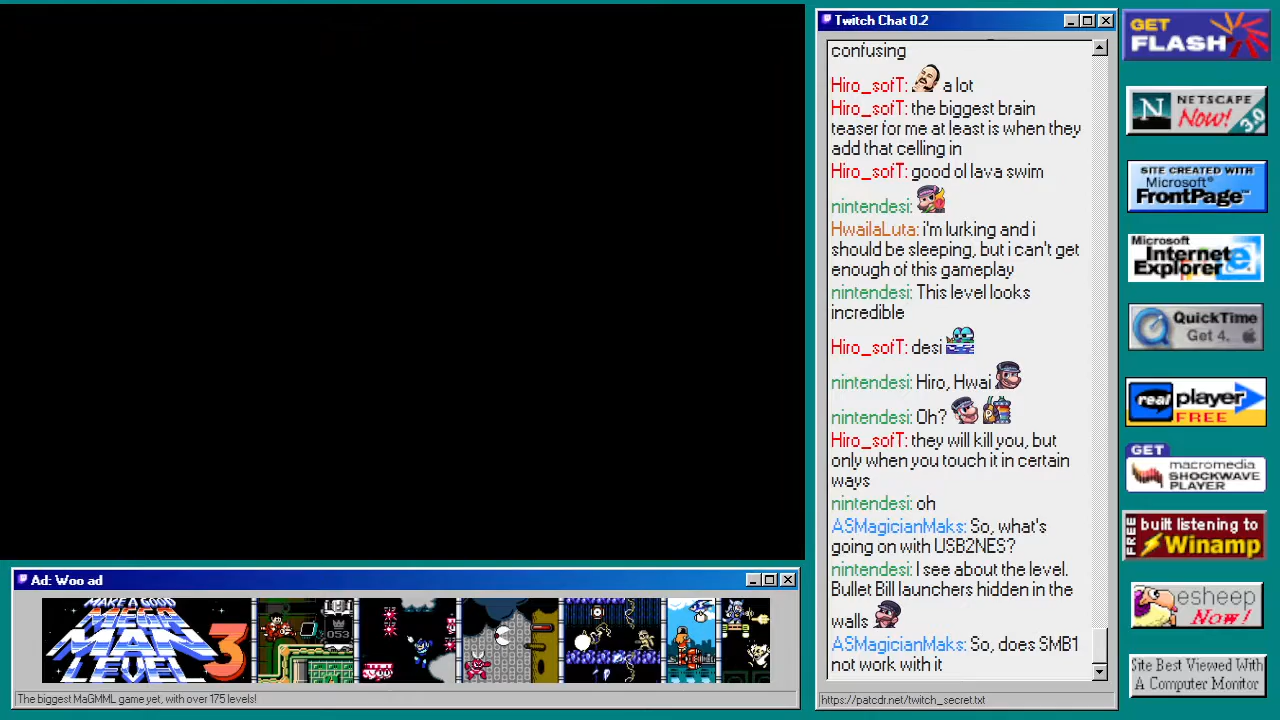 Twitch Chat 0.2
confusing
Hiro_sofT: a lot
Hiro_sofT: the biggest brain
teaser for me at least is when they
add that celling in
Hiro_sofT: good ol lava swim
nintendesi:
HwailaLuta: i'm lurking and i
should be sleeping, but i can't get
enough of this gameplay
nintendesi: This level looks
incredible
Hiro_sofT: desi
nintendesi: Hiro, Hwai
nintendesi: Oh?
Hiro_sofT: they will kill you, but
only when you touch it in certain
ways
nintendesi: oh
ASMagicianMaks: So, what's
going on with USB2NES?
nintendesi: I see about the level.
Bullet Bill launchers hidden in the
walls
ASMagicianMaks: So, does SMB1
not work with it
https://patcdr.net/twitch_secret.txt
GET
FLASH
NETSCAPE
N
Now! 3.0
SITE CREATED WITH
Microsoft®
FrontPage™
Microsoft
Internet
Explorer
QuickTime
Get 4.
real player
FREE
GET
macromedia
SHOCKWAVE
PLAYER
FREE
built listening to
Winamp
esheep
Now!
Site Best Viewed With
A Computer Monitor
Ad: Woo ad
MAKE A GOOD
MEGA
MAN
LEVEL
3
053
The biggest MaGMML game yet, with over 175 levels!